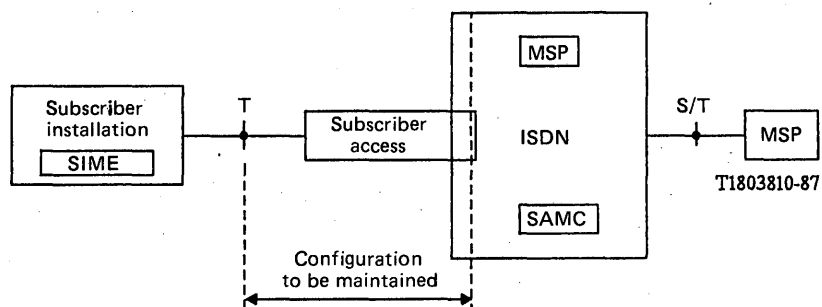 MSP
Subscriber
installation
SIME
T
Subscriber
access
ISDN
S/T
MSP
T1803810-87
SAMC
Configuration
to be maintained